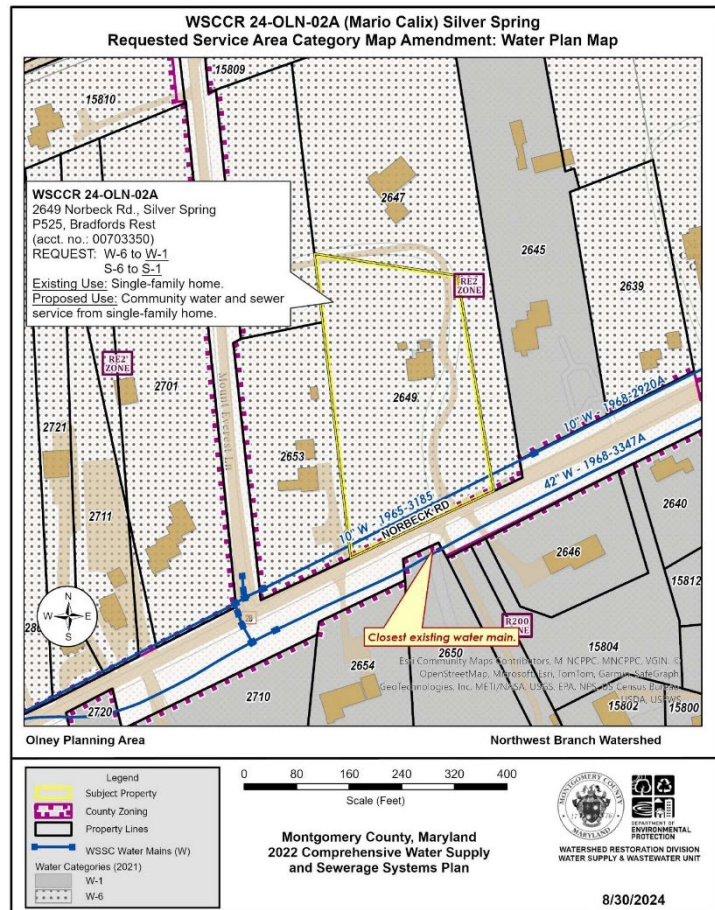 WSCCR 24-OLN-02A (Mario Calix) Silver Spring
Requested Service Area Category Map Amendment: Water Plan Map
15810
15809
WSCCR 24-OLN-02A
2649 Norbeck Rd., Silver Spring
P525, Bradfords Rest
(acct. no.: 00703350)
REQUEST: W-6 to W-1
S-6 to S-1
Existing Use: Single-family home.
Proposed Use: Community water and sewer
service from single-family home.
2647
2645
2639
RE2
ZONE
RE2
ZONE
2701
2721
2711
Mount Everest Ln
2653
2649
10" W - 1968-2920A
42" W - 1968-3347A
10" W - 1965-3185
NORBECK RD
2640
2646
15812
N
W
E
S
28
Closest existing water main.
R200
2654
2650
15804
2710
2720
15802
15800
Esri Community Maps Contributors, M-NCPPC, MNCPPC, VGIN, ©
OpenStreetMap, Microsoft, Esri, TomTom, Garmin, SafeGraph,
GeoTechnologies, Inc, METI/NASA, USGS, EPA, NPS, US Census Bureau,
USDA, USFWS
Olney Planning Area
Northwest Branch Watershed
Legend
Subject Property
County Zoning
Property Lines
WSSC Water Mains (W)
Water Categories (2021)
W-1
W-6
0 80 160 240 320 400
Scale (Feet)
Montgomery County, Maryland
2022 Comprehensive Water Supply
and Sewerage Systems Plan
MONTGOMERY COUNTY
17 76
MARYLAND
DEPARTMENT OF
ENVIRONMENTAL
PROTECTION
WATERSHED RESTORATION DIVISION
WATER SUPPLY & WASTEWATER UNIT
8/30/2024